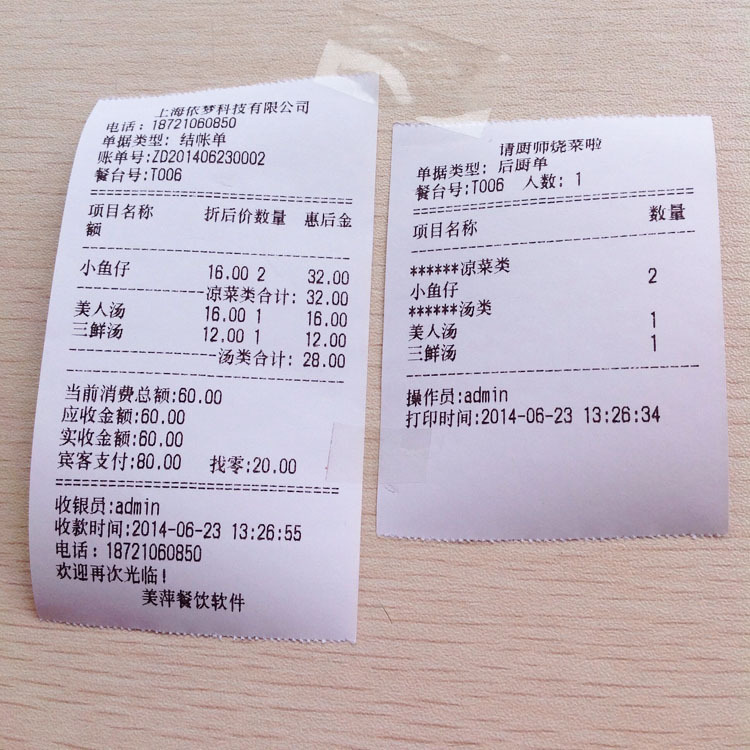 上海依梦科技有限公司
电话：18721060850
单据类型: 结帐单
账单号:ZD201406230002
餐台号:T006
项目名称 折后价数量 惠后金
额
小鱼仔 16.00 2 32.00
凉菜类合计: 32.00
美人汤 16.00 1 16.00
三鲜汤 12.00 1 12.00
汤类合计: 28.00
当前消费总额:60.00
应收金额:60.00
实收金额:60.00
宾客支付:80.00 找零:20.00
收银员:admin
收款时间:2014-06-23 13:26:55
电话：18721060850
欢迎再次光临!
美萍餐饮软件
请厨师烧菜啦
单据类型: 后厨单
餐台号:T006 人数: 1
项目名称 数量
******凉菜类
小鱼仔 2
******汤类
美人汤 1
三鲜汤 1
操作员:admin
打印时间:2014-06-23 13:26:34